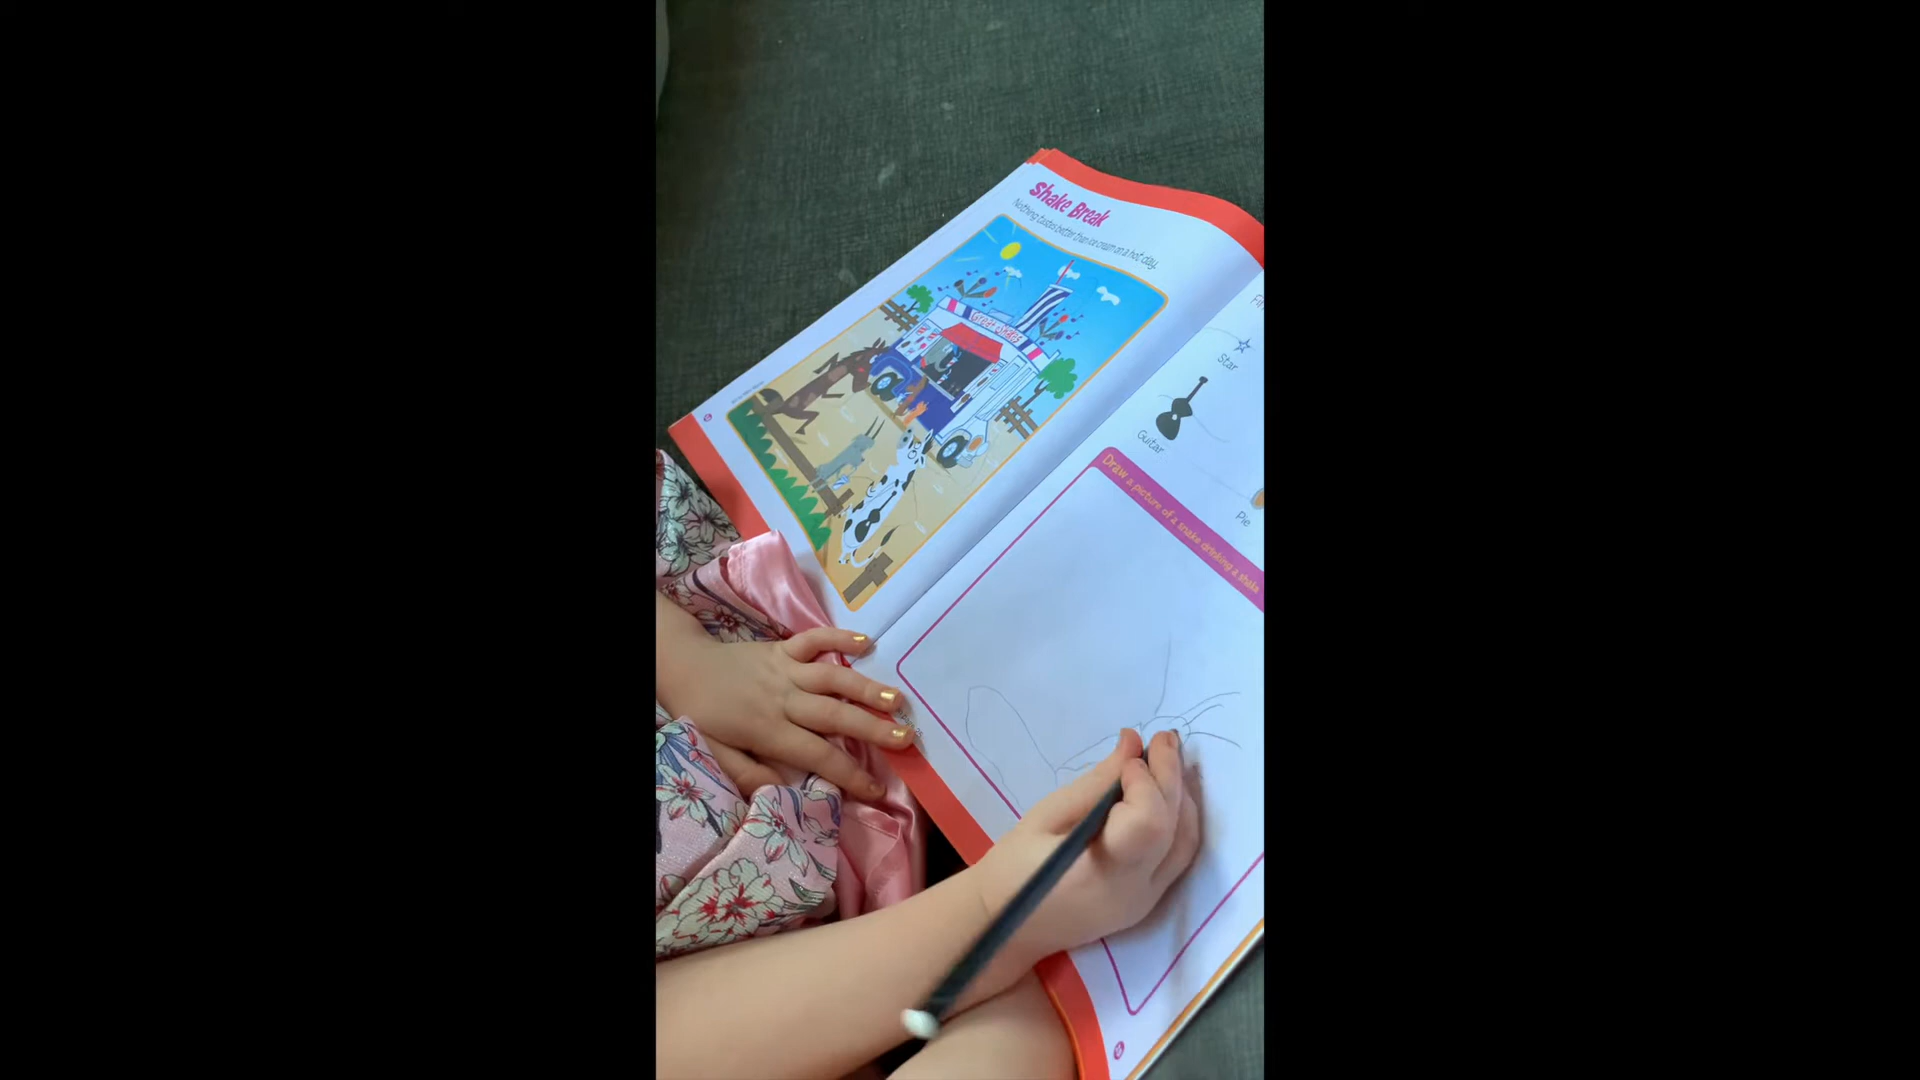 Shake Break
Nothing tastes better than ice cream on a hot day.
Great Shakes
Star
Guitar
Pie
Draw a picture of a snake drinking a shake